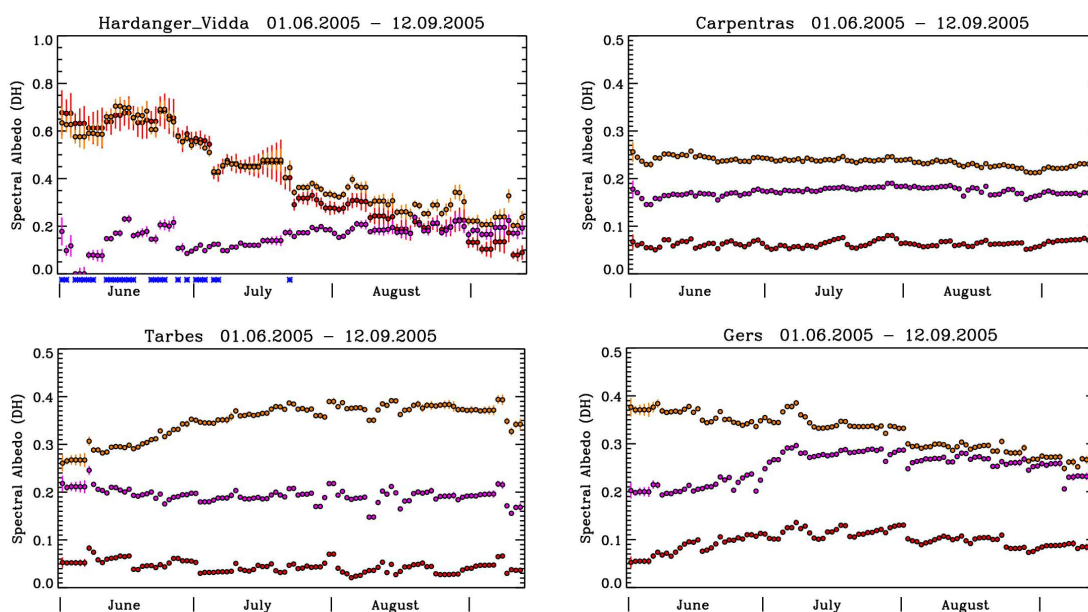 Hardanger_Vidda 01.06.2005 – 12.09.2005
Spectral Albedo (DH)
1.0
0.8
0.6
0.4
0.2
0.0
June July August
Carpentras 01.06.2005 – 12.09.2005
Spectral Albedo (DH)
0.5
0.4
0.3
0.2
0.1
0.0
June July August
Tarbes 01.06.2005 – 12.09.2005
Spectral Albedo (DH)
0.5
0.4
0.3
0.2
0.1
0.0
June July August
Gers 01.06.2005 – 12.09.2005
Spectral Albedo (DH)
0.5
0.4
0.3
0.2
0.1
0.0
June July August